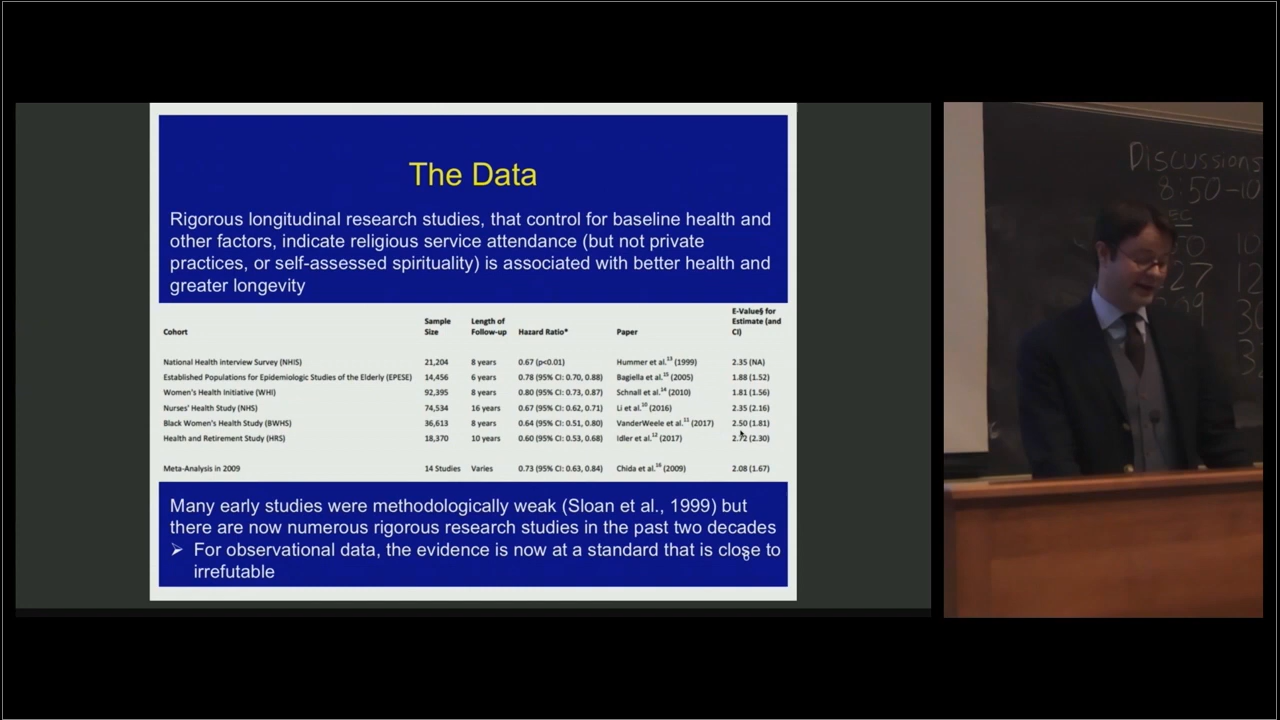 The Data
Rigorous longitudinal research studies, that control for baseline health and
other factors, indicate religious service attendance (but not private
practices, or self-assessed spirituality) is associated with better health and
greater longevity
Cohort Sample Size Length of Follow-up Hazard Ratio* Paper E-Value§ for Estimate (and CI)
National Health interview Survey (NHIS) 21,204 8 years 0.67 (p<0.01) Hummer et al.13 (1999) 2.35 (NA)
Established Populations for Epidemiologic Studies of the Elderly (EPESE) 14,456 6 years 0.78 (95% CI: 0.70, 0.88) Bagiella et al.15 (2005) 1.88 (1.52)
Women's Health Initiative (WHI) 92,395 8 years 0.80 (95% CI: 0.73, 0.87) Schnall et al.14 (2010) 1.81 (1.56)
Nurses' Health Study (NHS) 74,534 16 years 0.67 (95% CI: 0.62, 0.71) Li et al.10 (2016) 2.35 (2.16)
Black Women's Health Study (BWHS) 36,613 8 years 0.64 (95% CI: 0.51, 0.80) VanderWeele et al.11 (2017) 2.50 (1.81)
Health and Retirement Study (HRS) 18,370 10 years 0.60 (95% CI: 0.53, 0.68) Idler et al.12 (2017) 2.72 (2.30)
Meta-Analysis in 2009 14 Studies Varies 0.73 (95% CI: 0.63, 0.84) Chida et al.16 (2009) 2.08 (1.67)
Many early studies were methodologically weak (Sloan et al., 1999) but
there are now numerous rigorous research studies in the past two decades
➢ For observational data, the evidence is now at a standard that is close to
irrefutable
DISCUSSIONS
8:50-10